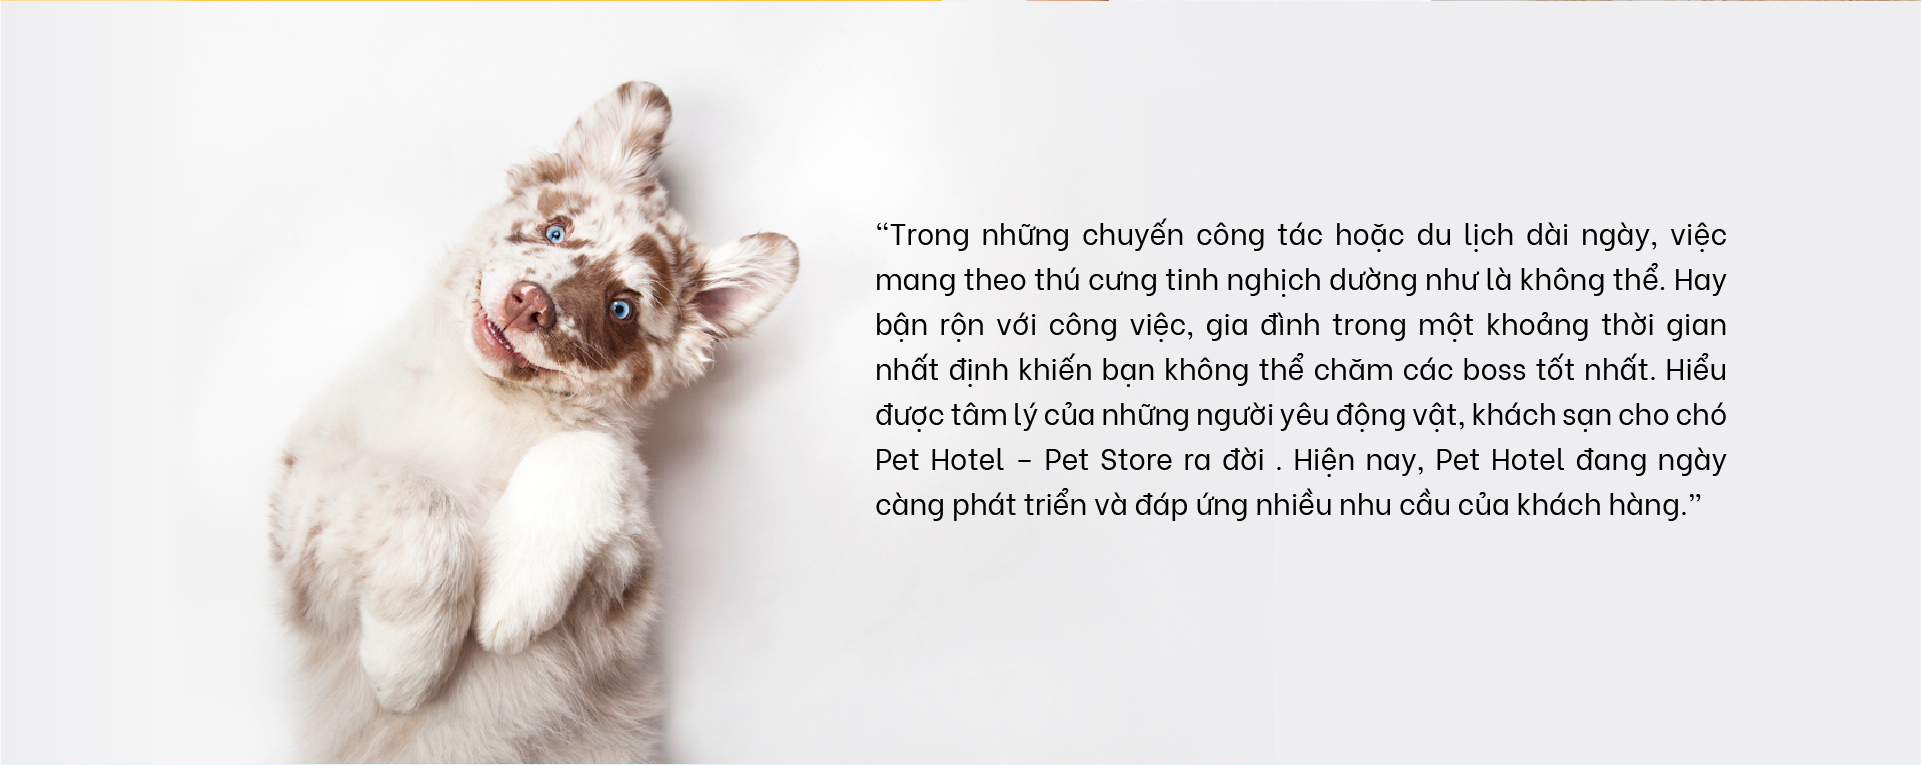 “Trong những chuyến công tác hoặc du lịch dài ngày, việc
mang theo thú cưng tinh nghịch dường như là không thể. Hay
bận rộn với công việc, gia đình trong một khoảng thời gian
nhất định khiến bạn không thể chăm các boss tốt nhất. Hiểu
được tâm lý của những người yêu động vật, khách sạn cho chó
Pet Hotel – Pet Store ra đời . Hiện nay, Pet Hotel đang ngày
càng phát triển và đáp ứng nhiều nhu cầu của khách hàng.”